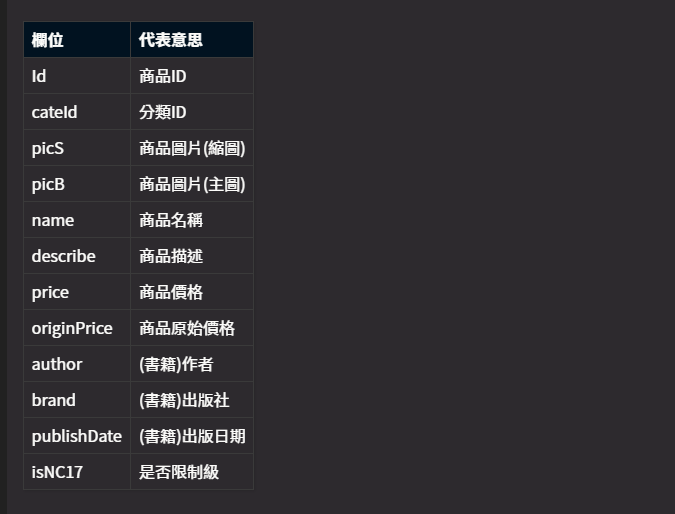 欄位 代表意思
Id 商品ID
cateId 分類ID
picS 商品圖片(縮圖)
picB 商品圖片(主圖)
name 商品名稱
describe 商品描述
price 商品價格
originPrice 商品原始價格
author (書籍)作者
brand (書籍)出版社
publishDate (書籍)出版日期
isNC17 是否限制級